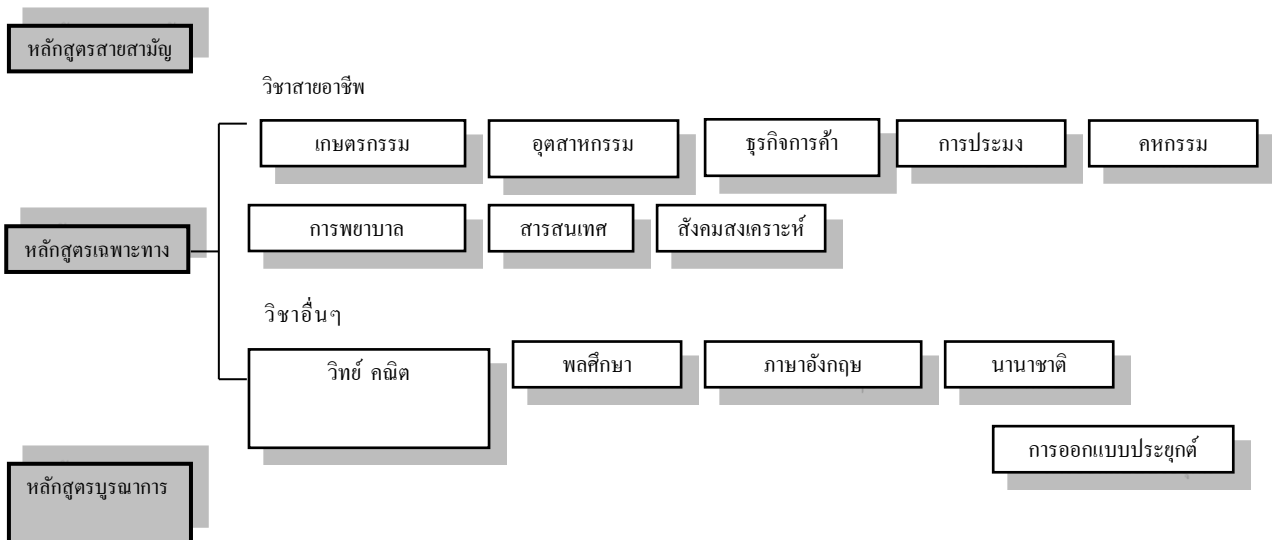 หลักสูตรสายสามัญ
วิชาสายอาชีพ
เกษตรกรรม
อุตสาหกรรม
ธุรกิจการค้า
การประมง
คหกรรม
การพยาบาล
สารสนเทศ
สังคมสงเคราะห์
หลักสูตรเฉพาะทาง
วิชาอื่นๆ
วิทย์ คณิต
พลศึกษา
ภาษาอังกฤษ
นานาชาติ
การออกแบบประยุกต์
หลักสูตรบูรณาการ